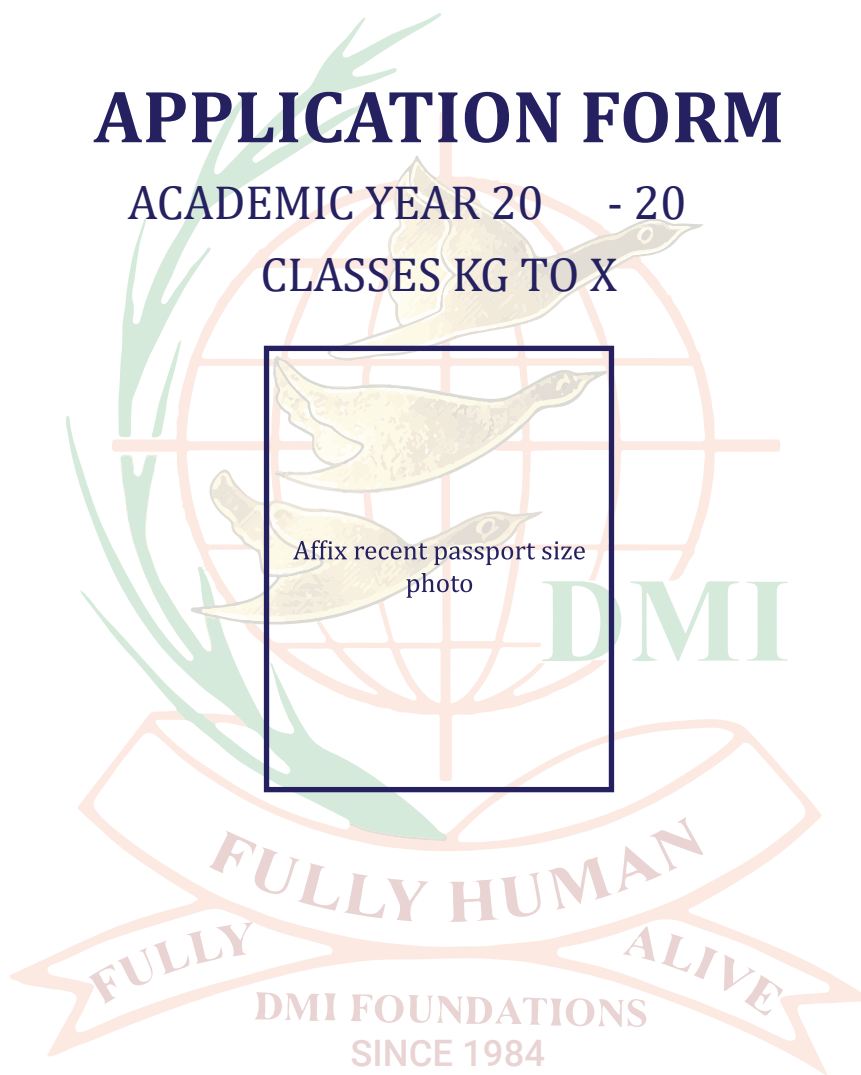 APPLICATION FORM
ACADEMIC YEAR 20 - 20
CLASSES KG TO X
Affix recent passport size
photo
DMI
FULLY HUMAN
FULLY ALIVE
DMI FOUNDATIONS
SINCE 1984